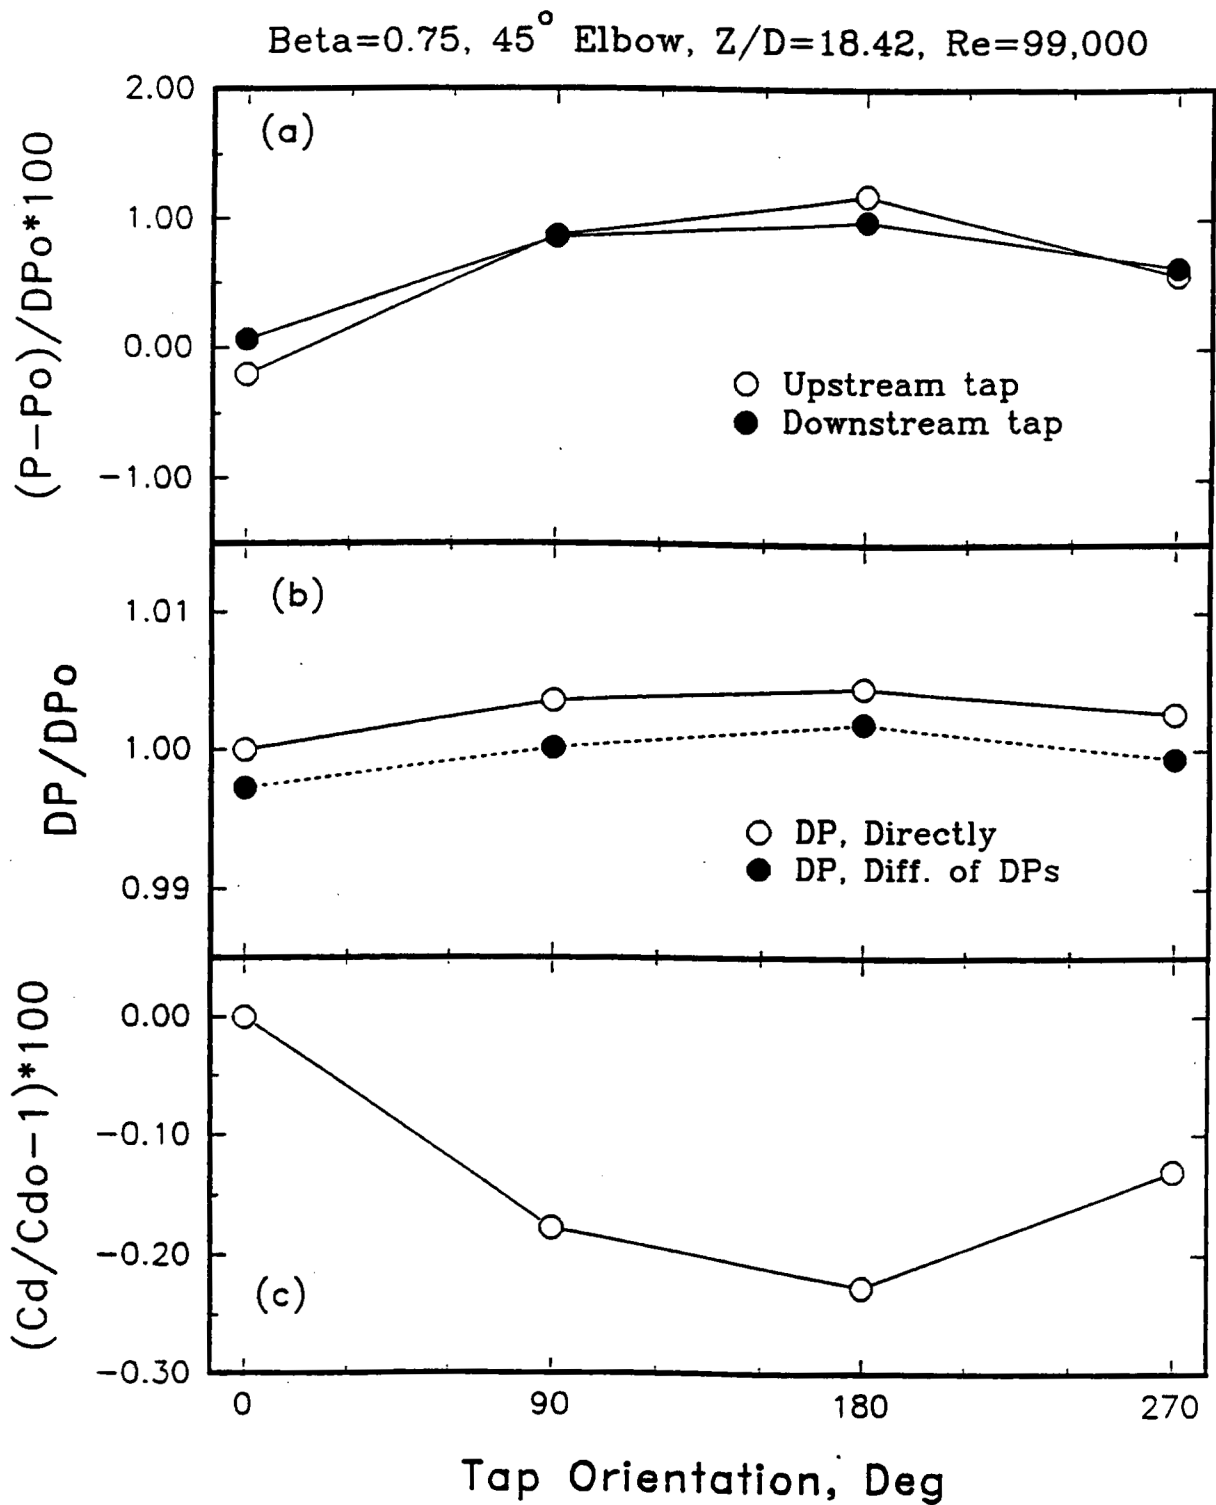 Beta=0.75, 45° Elbow, Z/D=18.42, Re=99,000
(P-Po)/DPo*100
2.00
1.00
0.00
-1.00
(a)
Upstream tap
Downstream tap
DP/DPo
1.01
1.00
0.99
(b)
DP, Directly
DP, Diff. of DPs
(Cd/Cdo-1)*100
0.00
-0.10
-0.20
-0.30
(c)
0 90 180 270
Tap Orientation, Deg